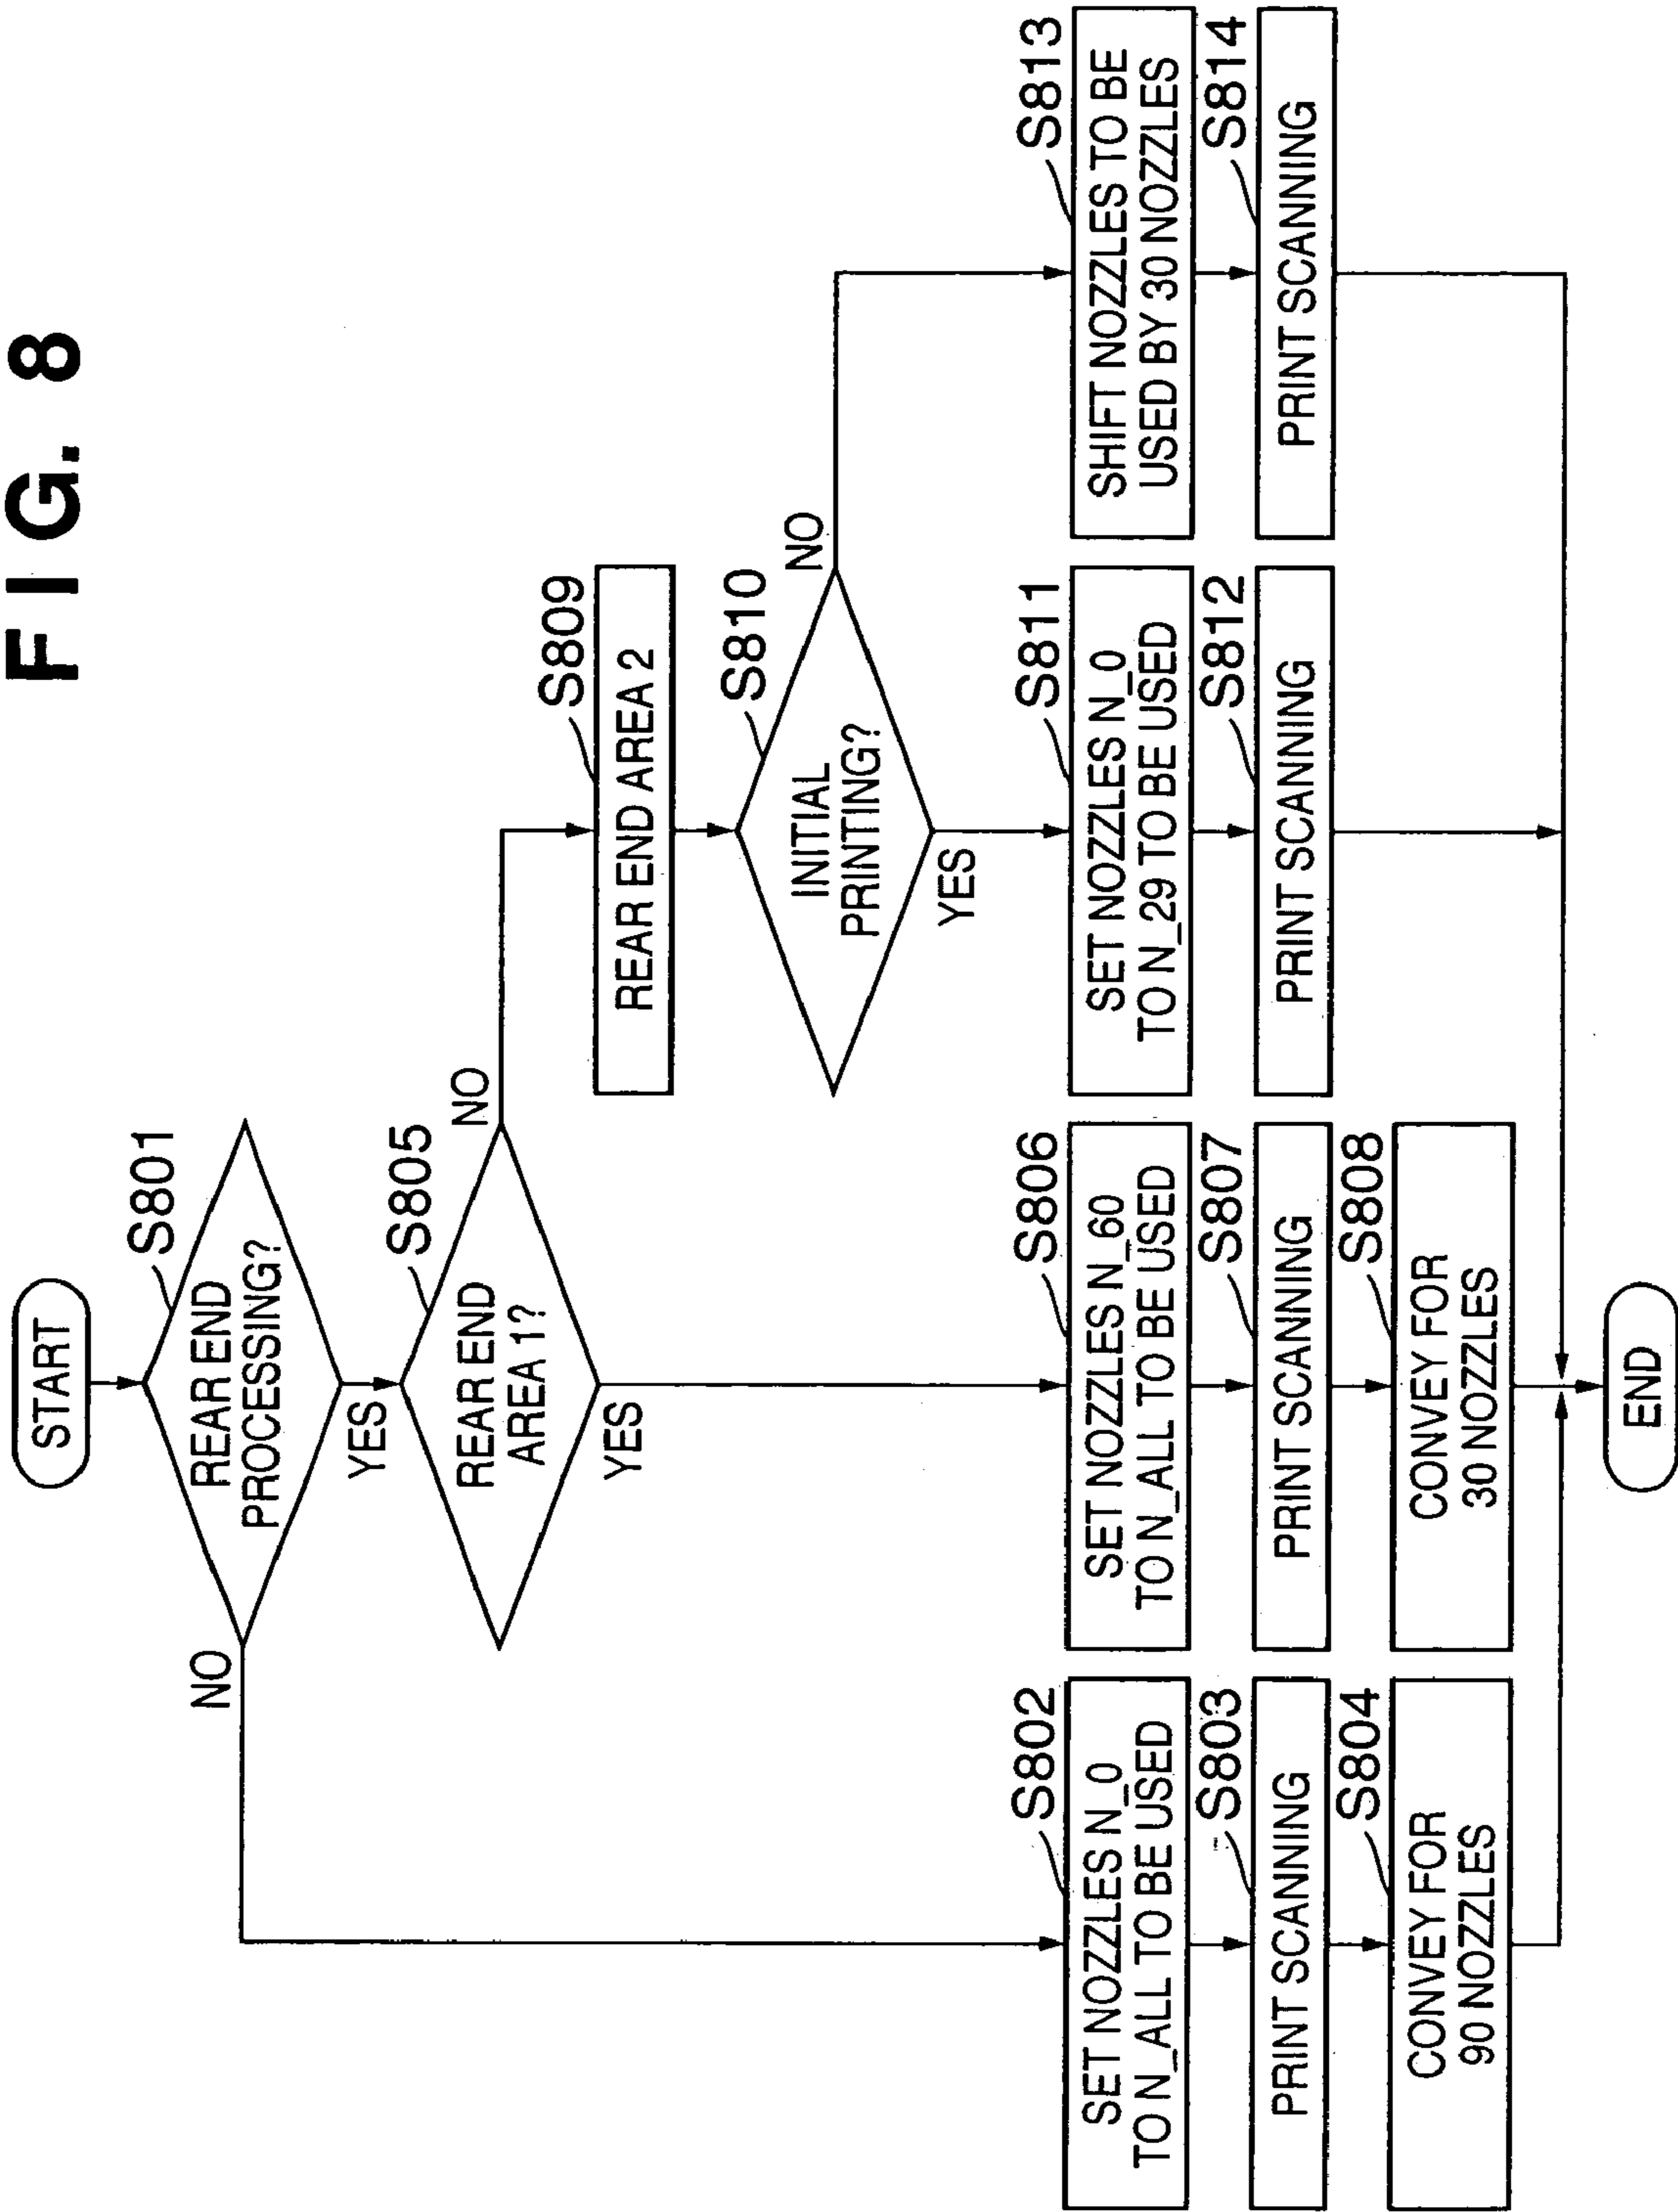 FIG. 8
START
S801
REAR END
PROCESSING?
NO
YES
S805
REAR END
AREA 1?
NO
YES
S809
REAR END AREA 2
S810
INITIAL
PRINTING?
NO
YES
S802
SET NOZZLES N_0
TO N_ALL TO BE USED
S803
PRINT SCANNING
S804
CONVEY FOR
90 NOZZLES
S806
SET NOZZLES N_60
TO N_ALL TO BE USED
S807
PRINT SCANNING
S808
CONVEY FOR
30 NOZZLES
S811
SET NOZZLES N_0
TO N_29 TO BE USED
S812
PRINT SCANNING
S813
SHIFT NOZZLES TO BE
USED BY 30 NOZZLES
S814
PRINT SCANNING
END